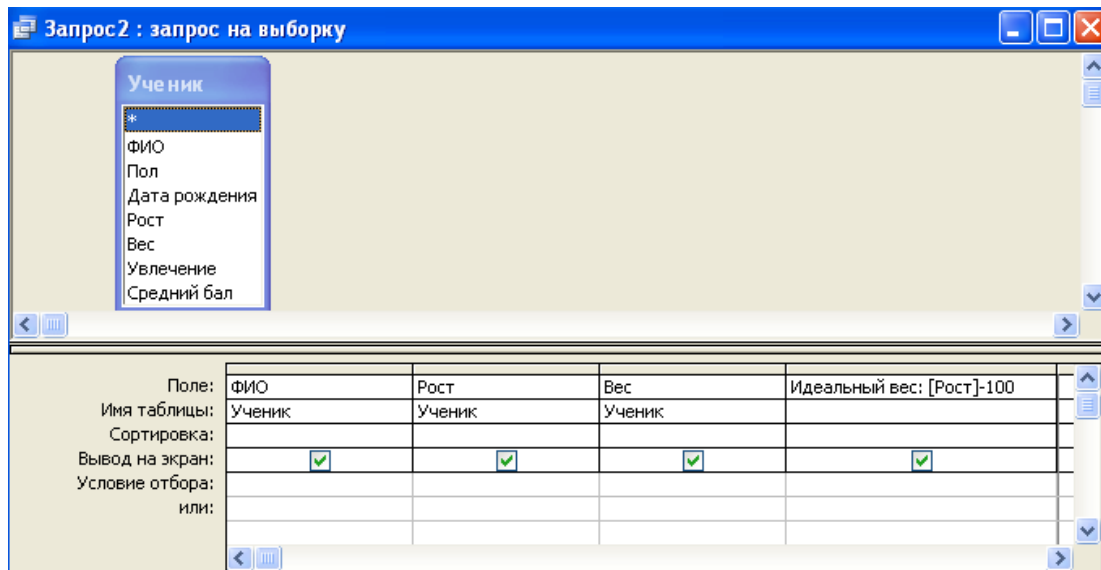 Запрос2 : запрос на выборку
Ученик
*
ФИО
Пол
Дата рождения
Рост
Вес
Увлечение
Средний бал
Поле: ФИО Рост Вес Идеальный вес: [Рост]-100
Имя таблицы: Ученик Ученик Ученик
Сортировка:
Вывод на экран:
Условие отбора:
или: